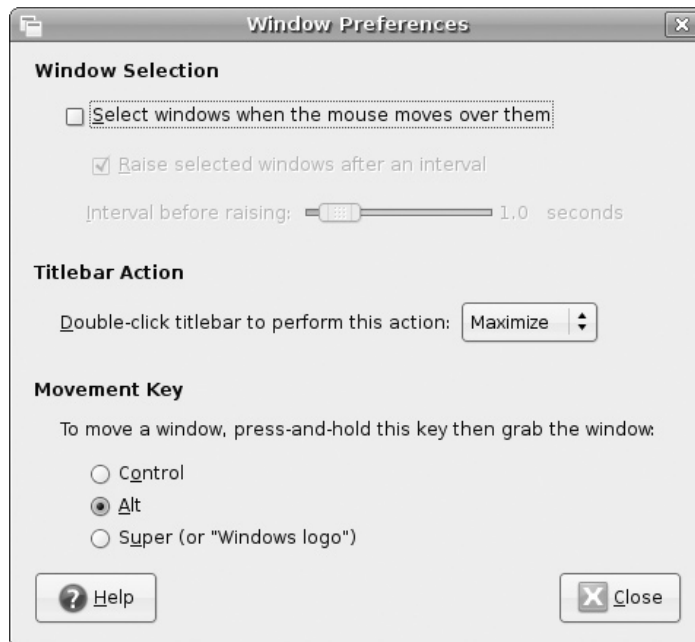 Window Preferences
Window Selection
Select windows when the mouse moves over them
Raise selected windows after an interval
Interval before raising: 1.0 seconds
Titlebar Action
Double-click titlebar to perform this action: Maximize
Movement Key
To move a window, press-and-hold this key then grab the window:
Control
Alt
Super (or "Windows logo")
Help Close